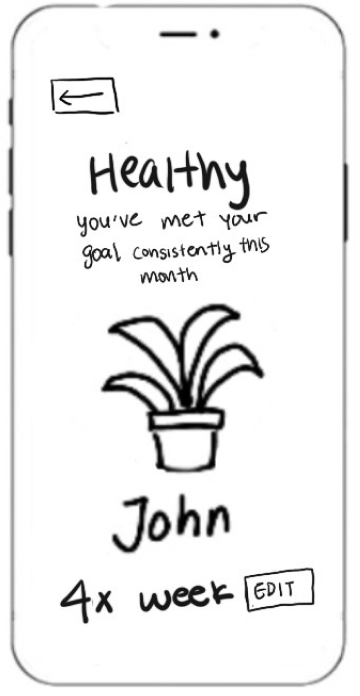 Healthy
you've met your
goal consistently this
month
John
4x week EDIT